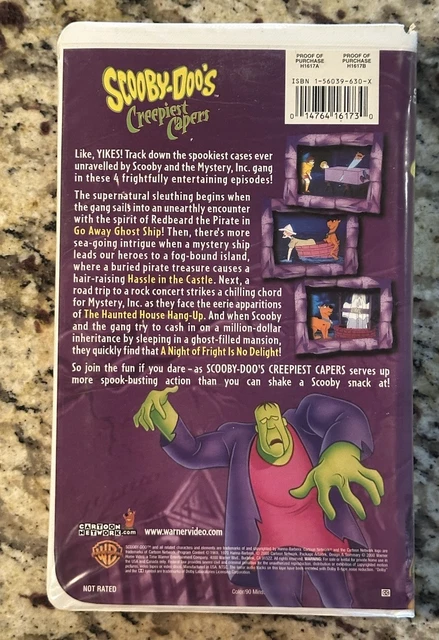 PROOF OF PURCHASE H1617A
PROOF OF PURCHASE H1617B
ISBN 1-56039-630-X
0 14764 16173 0
SCOOBY-DOO'S
Creepiest
Capers
Like, YIKES! Track down the spookiest cases ever
unravelled by Scooby and the Mystery, Inc. gang
in these 4 frightfully entertaining episodes!
The supernatural sleuthing begins when
the gang sails into an unearthly encounter
with the spirit of Redbeard the Pirate in
Go Away Ghost Ship! Then, there's more
sea-going intrigue when a mystery ship
leads our heroes to a fog-bound island,
where a buried pirate treasure causes a
hair-raising Hassle in the Castle. Next, a
road trip to a rock concert strikes a chilling chord
for Mystery, Inc. as they face the eerie apparitions
of The Haunted House Hang-Up. And when Scooby
and the gang try to cash in on a million-dollar
inheritance by sleeping in a ghost-filled mansion,
they quickly find that A Night of Fright Is No Delight!
So join the fun if you dare – as SCOOBY-DOO'S CREEPIEST CAPERS serves up
more spook-busting action than you can shake a Scooby snack at!
CARTOON
NETWORK.com
www.warnervideo.com
WB
NOT RATED
Color/90 Mins.